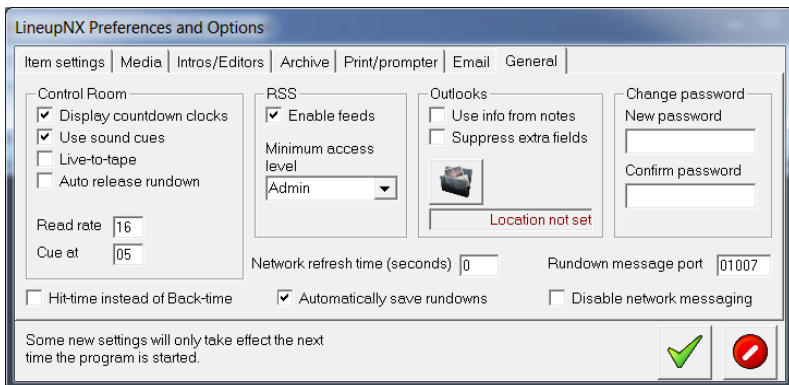 LineupNX Preferences and Options
Item settings
Media
Intros/Editors
Archive
Print/prompter
Email
General
Control Room
Display countdown clocks
Use sound cues
Live-to-tape
Auto release rundown
Read rate 16
Cue at 05
RSS
Enable feeds
Minimum access
level
Admin
Outlooks
Use info from notes
Suppress extra fields
Location not set
Change password
New password
Confirm password
Network refresh time (seconds) 0
Rundown message port 01007
Hit-time instead of Back-time
Automatically save rundowns
Disable network messaging
Some new settings will only take effect the next
time the program is started.